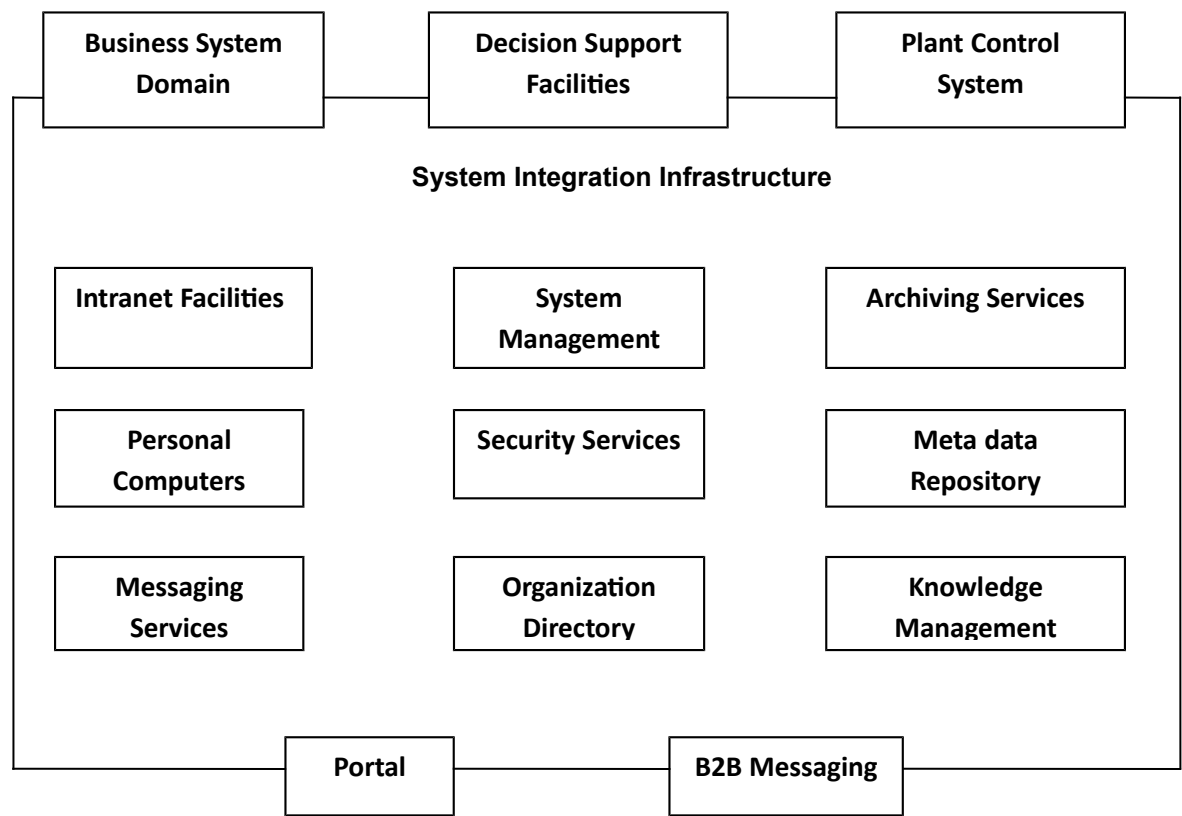 Business System
Domain
Decision Support
Facilities
Plant Control
System
System Integration Infrastructure
Intranet Facilities
System
Management
Archiving Services
Personal
Computers
Security Services
Meta data
Repository
Messaging
Services
Organization
Directory
Knowledge
Management
Portal
B2B Messaging